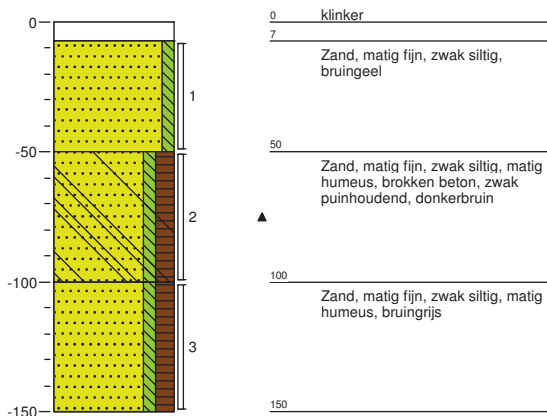 0
0
klinker
7
Zand, matig fijn, zwak siltig,
bruingeel
1
-50
50
Zand, matig fijn, zwak siltig, matig
humeus, brokken beton, zwak
puinhoudend, donkerbruin
2
-100
100
Zand, matig fijn, zwak siltig, matig
humeus, bruingrijs
3
-150
150